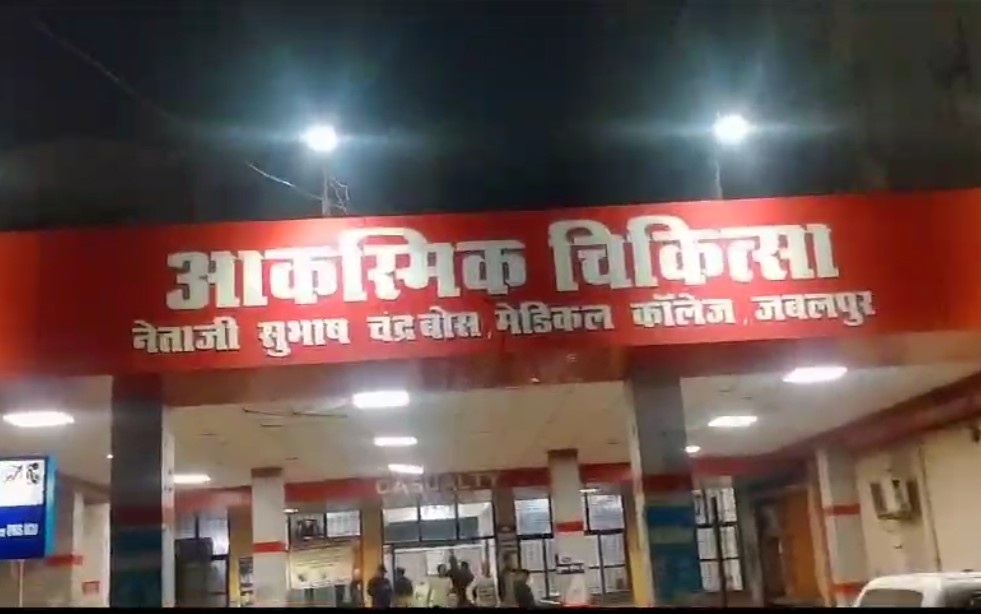 आकस्मिक चिकित्सा
नेताजी सुभाष चंद्र बोस, मेडिकल कॉलेज, जबलपुर
CASUALTY